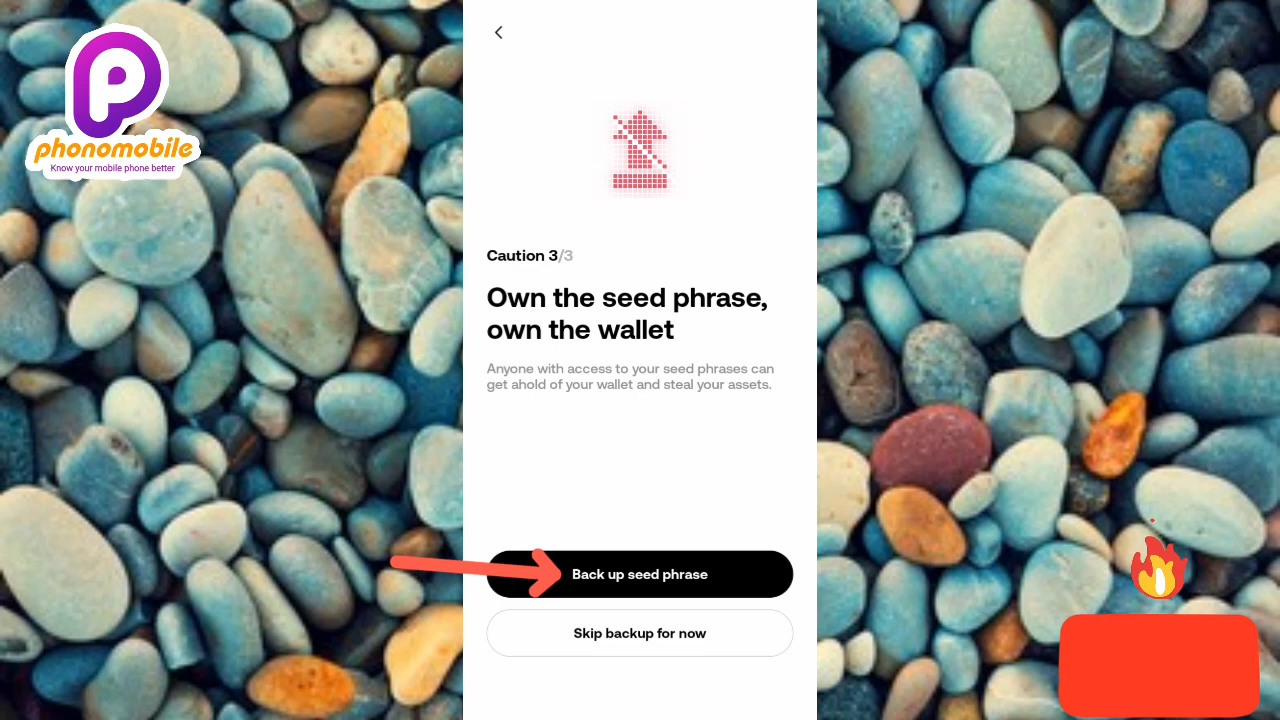 phonomobile
Know your mobile phone better
Caution 3/3
Own the seed phrase,
own the wallet
Anyone with access to your seed phrases can
get ahold of your wallet and steal your assets.
Back up seed phrase
Skip backup for now